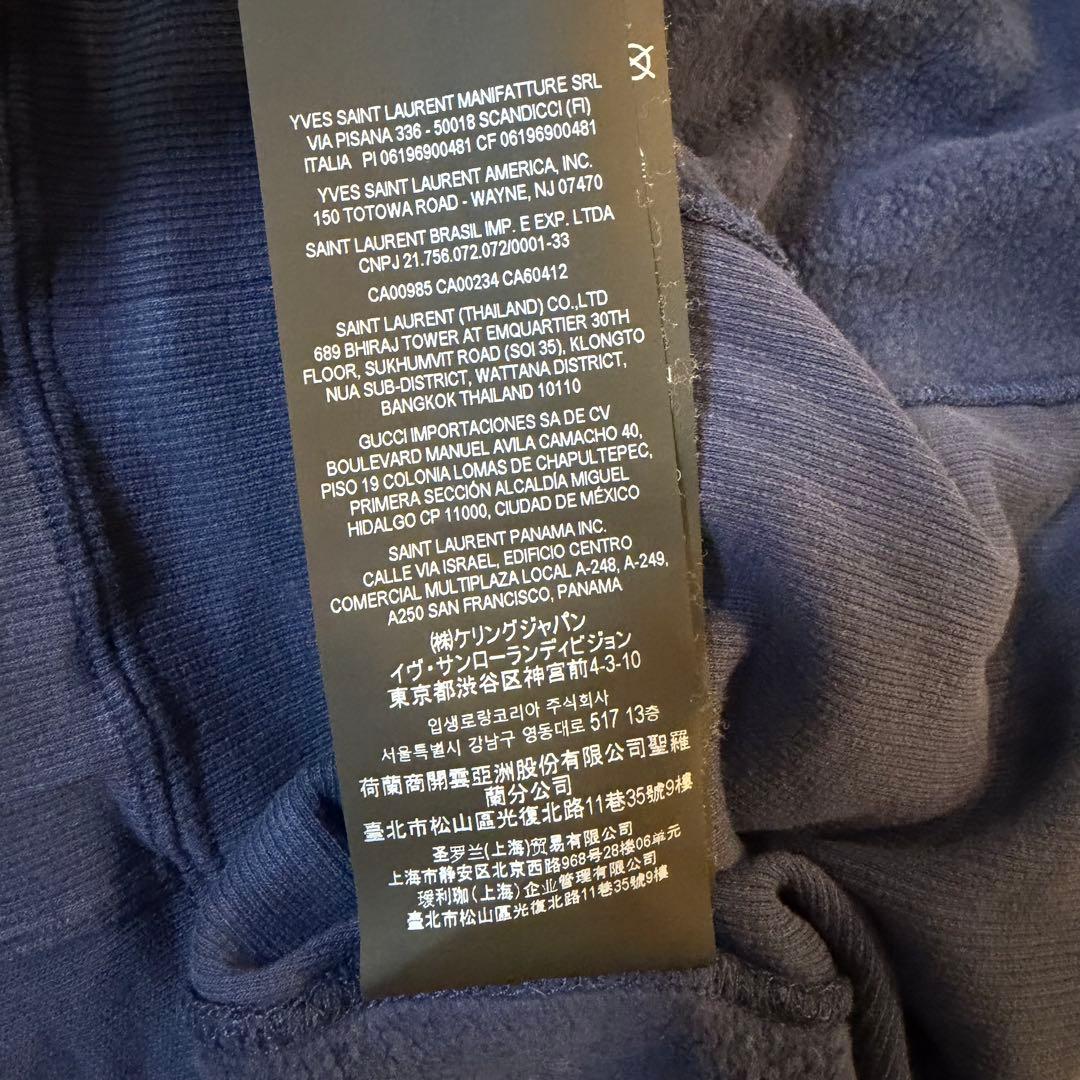 YVES SAINT LAURENT MANIFATTURE SRL
VIA PISANA 336 - 50018 SCANDICCI (FI)
ITALIA PI 06196900481 CF 06196900481
YVES SAINT LAURENT AMERICA, INC.
150 TOTOWA ROAD - WAYNE, NJ 07470
SAINT LAURENT BRASIL IMP. E EXP. LTDA
CNPJ 21.756.072.072/0001-33
CA00985 CA00234 CA60412
SAINT LAURENT (THAILAND) CO.,LTD
689 BHIRAJ TOWER AT EMQUARTIER 30TH
FLOOR, SUKHUMVIT ROAD (SOI 35), KLONGTO
NUA SUB-DISTRICT, WATTANA DISTRICT,
BANGKOK THAILAND 10110
GUCCI IMPORTACIONES SA DE CV
BOULEVARD MANUEL AVILA CAMACHO 40,
PISO 19 COLONIA LOMAS DE CHAPULTEPEC,
PRIMERA SECCIÓN ALCALDÍA MIGUEL
HIDALGO CP 11000, CIUDAD DE MÉXICO
SAINT LAURENT PANAMA INC.
CALLE VIA ISRAEL, EDIFICIO CENTRO
COMERCIAL MULTIPLAZA LOCAL A-248, A-249,
A250 SAN FRANCISCO, PANAMA
㈱ケリングジャパン
イヴ・サンローランディビジョン
東京都渋谷区神宮前4-3-10
입생로랑코리아 주식회사
서울특별시 강남구 영동대로 517 13층
荷蘭商開雲亞洲股份有限公司聖羅
蘭分公司
臺北市松山區光復北路11巷35號9樓
圣罗兰(上海)贸易有限公司
上海市静安区北京西路968号28楼06单元
瑷利珈(上海)企业管理有限公司
臺北市松山區光復北路11巷35號9樓